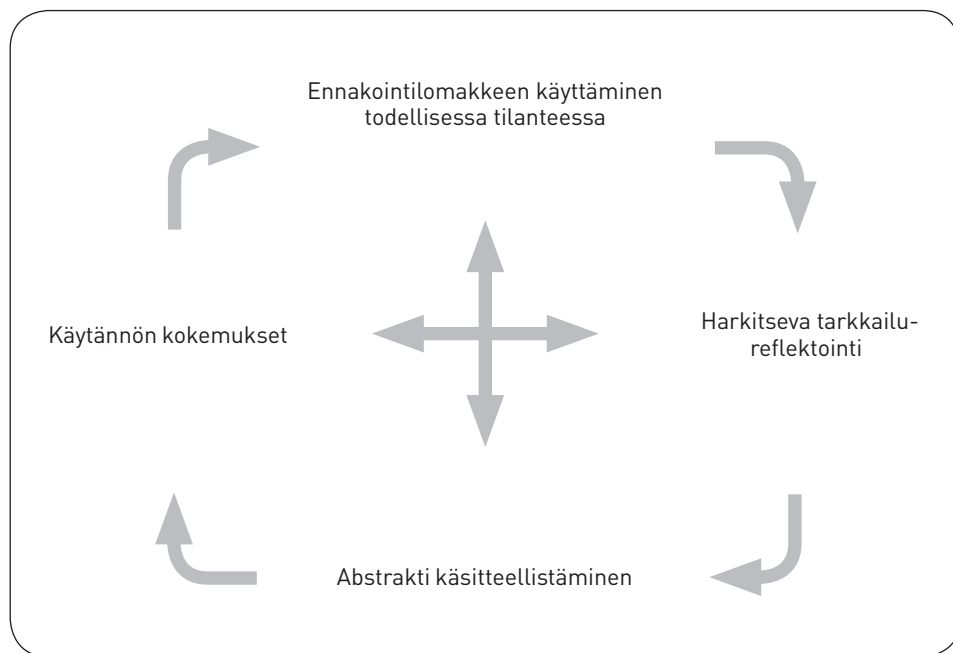 Ennakointilomakkeen käyttäminen
todellisessa tilanteessa
Käytännön kokemukset
Harkitseva tarkkailu-
reflektointi
Abstrakti käsitteellistäminen